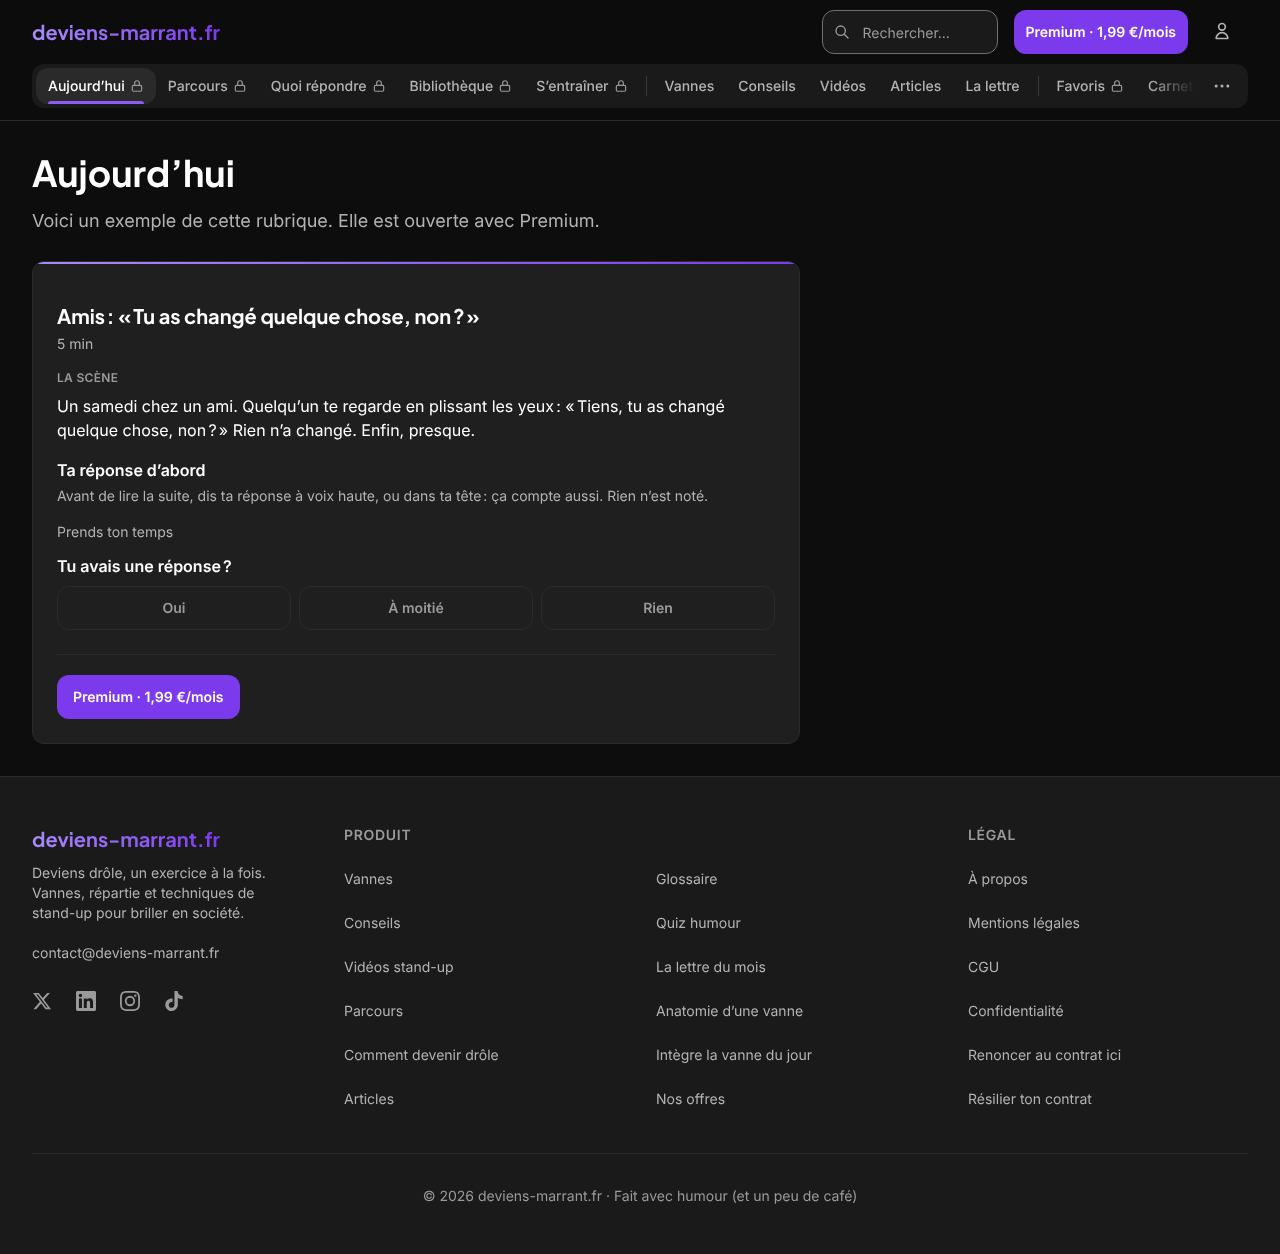 deviens-marrant.fr
Rechercher...
Premium · 1,99 €/mois
Aujourd’hui
Parcours
Quoi répondre
Bibliothèque
S’entraîner
Vannes
Conseils
Vidéos
Articles
La lettre
Favoris
Carnet
Aujourd’hui
Voici un exemple de cette rubrique. Elle est ouverte avec Premium.
Amis : « Tu as changé quelque chose, non ? »
5 min
LA SCÈNE
Un samedi chez un ami. Quelqu’un te regarde en plissant les yeux : « Tiens, tu as changé
quelque chose, non ? » Rien n’a changé. Enfin, presque.
Ta réponse d’abord
Avant de lire la suite, dis ta réponse à voix haute, ou dans ta tête : ça compte aussi. Rien n’est noté.
Prends ton temps
Tu avais une réponse ?
Oui
À moitié
Rien
Premium · 1,99 €/mois
deviens-marrant.fr
Deviens drôle, un exercice à la fois.
Vannes, répartie et techniques de
stand-up pour briller en société.
contact@deviens-marrant.fr
PRODUIT
Vannes
Conseils
Vidéos stand-up
Parcours
Comment devenir drôle
Articles
Glossaire
Quiz humour
La lettre du mois
Anatomie d’une vanne
Intègre la vanne du jour
Nos offres
LÉGAL
À propos
Mentions légales
CGU
Confidentialité
Renoncer au contrat ici
Résilier ton contrat
© 2026 deviens-marrant.fr · Fait avec humour (et un peu de café)